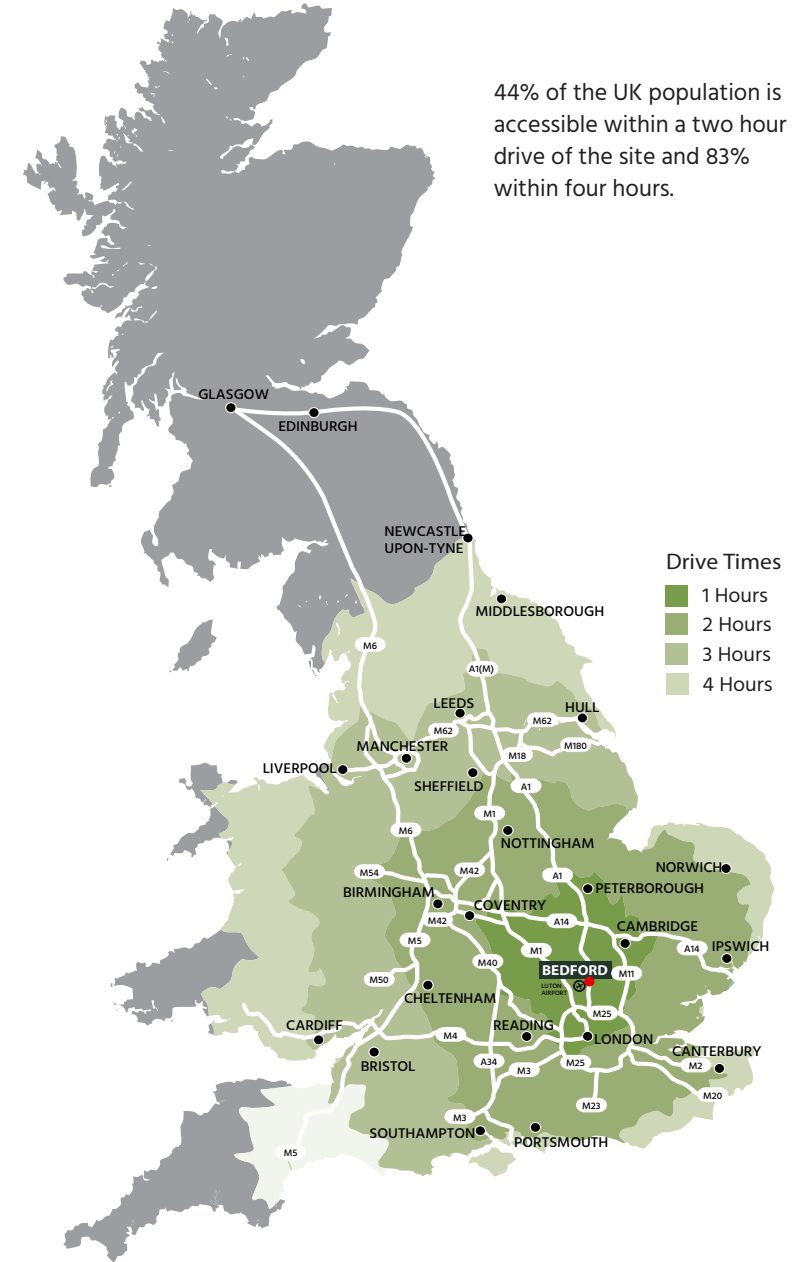 44% of the UK population is
accessible within a two hour
drive of the site and 83%
within four hours.
GLASGOW
EDINBURGH
NEWCASTLE
UPON-TYNE
Drive Times
1 Hours
2 Hours
3 Hours
4 Hours
MIDDLESBOROUGH
M6
A1(M)
LEEDS
HULL
M62
M62
MANCHESTER
M18
M180
LIVERPOOL
SHEFFIELD
A1
M1
M6
NOTTINGHAM
M54
M42
A1
NORWICH
PETERBOROUGH
BIRMINGHAM
COVENTRY
M42
A14
CAMBRIDGE
M5
M1
A14
IPSWICH
M40
BEDFORD
M11
M50
LUTON
AIRPORT
CHELTENHAM
M25
CARDIFF
READING
M4
LONDON
BRISTOL
A34
M3
M25
CANTERBURY
M2
M20
M23
M3
SOUTHAMPTON
PORTSMOUTH
M5